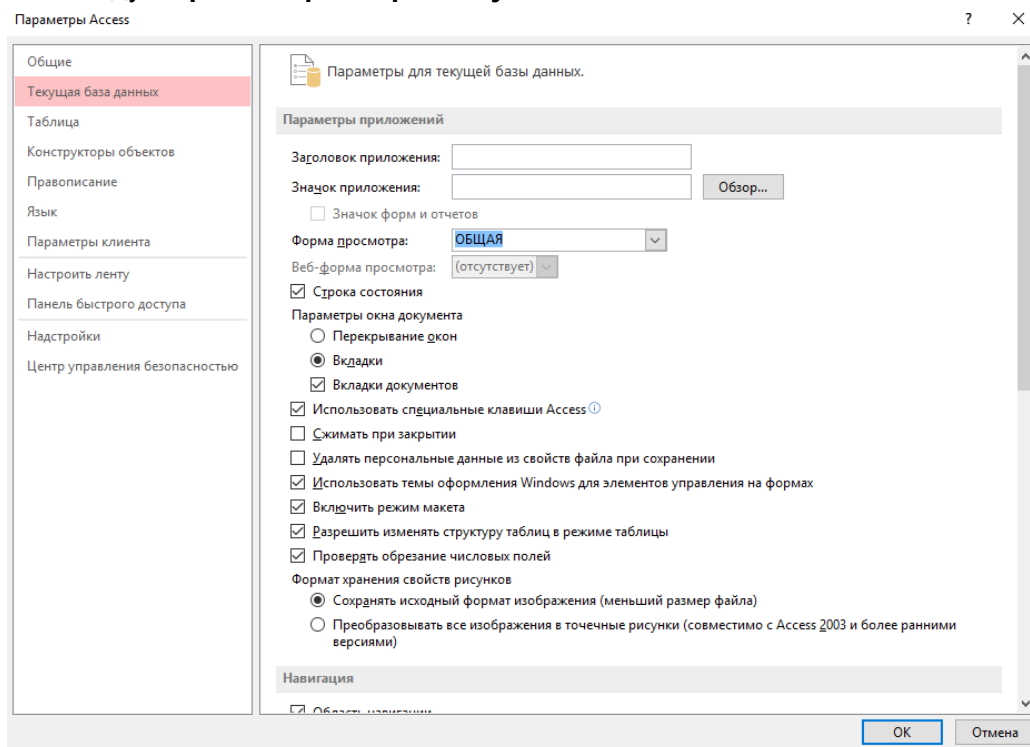 Параметры Access
?
Общие
Текущая база данных
Таблица
Конструкторы объектов
Правописание
Язык
Параметры клиента
Настроить ленту
Панель быстрого доступа
Надстройки
Центр управления безопасностью
Параметры для текущей базы данных.
Параметры приложений
Заголовок приложения:
Значок приложения:
Обзор...
Значок форм и отчетов
Форма просмотра:
ОБЩАЯ
Веб-форма просмотра:
(отсутствует)
Строка состояния
Параметры окна документа
Перекрывание окон
Вкладки
Вкладки документов
Использовать специальные клавиши Access
Сжимать при закрытии
Удалять персональные данные из свойств файла при сохранении
Использовать темы оформления Windows для элементов управления на формах
Включить режим макета
Разрешить изменять структуру таблиц в режиме таблицы
Проверять обрезание числовых полей
Формат хранения свойств рисунков
Сохранять исходный формат изображения (меньший размер файла)
Преобразовывать все изображения в точечные рисунки (совместимо с Access 2003 и более ранними
версиями)
Навигация
Область навигации
ОК
Отмена